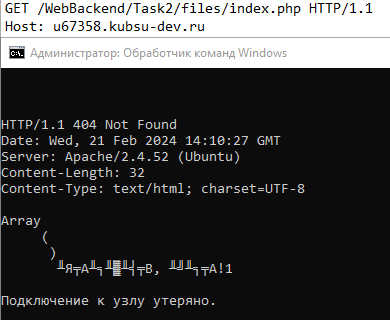 GET /WebBackend/Task2/files/index.php HTTP/1.1
Host: u67358.kubsu-dev.ru
Администратор: Обработчик команд Windows
HTTP/1.1 404 Not Found
Date: Wed, 21 Feb 2024 14:10:27 GMT
Server: Apache/2.4.52 (Ubuntu)
Content-Length: 32
Content-Type: text/html; charset=UTF-8
Array
(
)
╨Я╤А╨╕╨▓╨╡╤В, ╨╝╨╕╤А!1
Подключение к узлу утеряно.